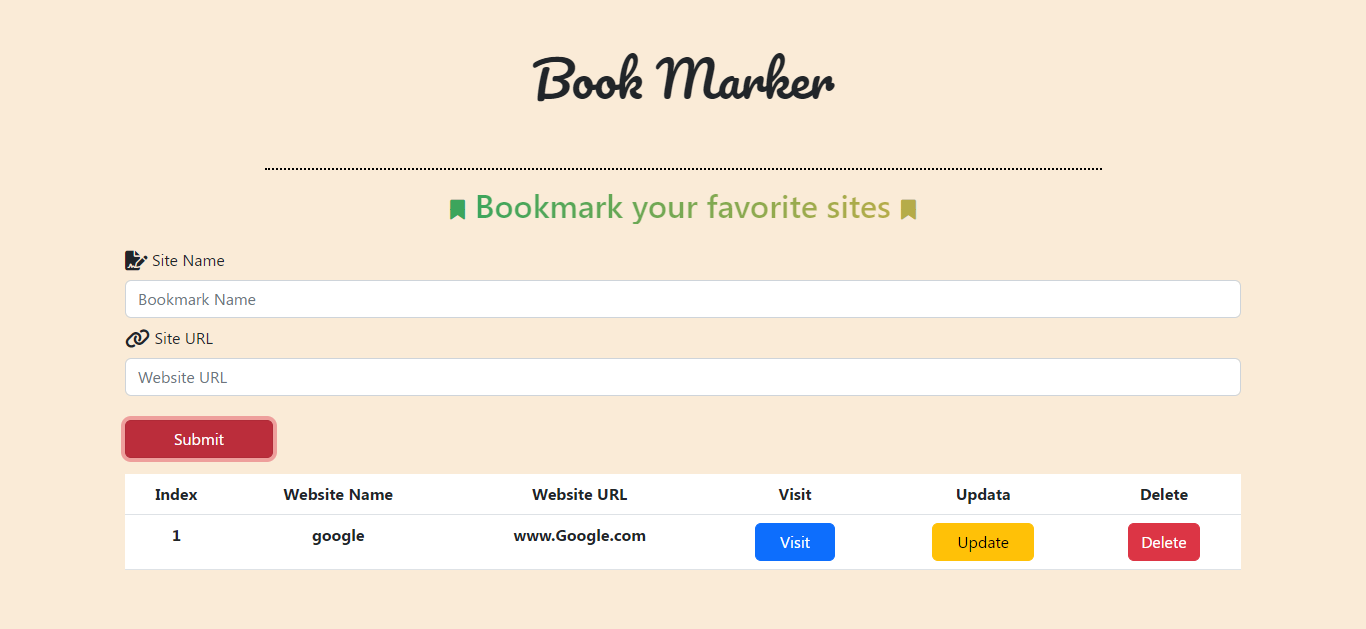 Book Marker
Bookmark your favorite sites
Site Name
Bookmark Name
Site URL
Website URL
Submit
Index Website Name Website URL Visit Updata Delete
1 google www.Google.com Visit Update Delete